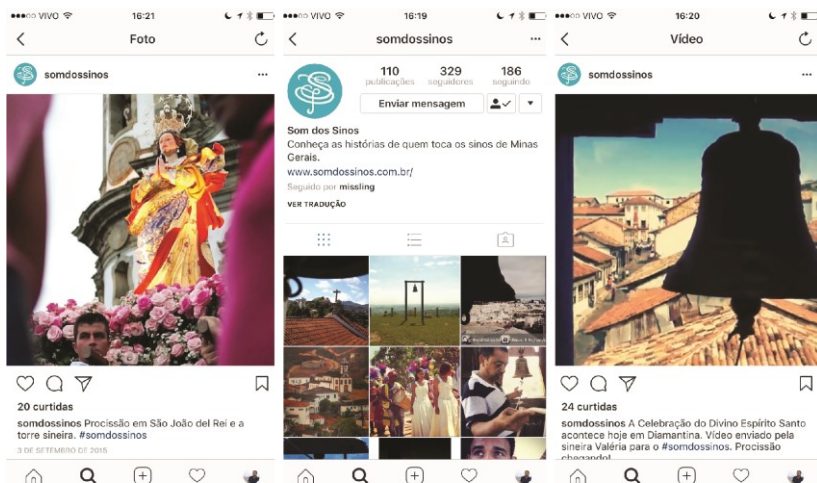 VIVO 16:21
Foto
somdossinos
20 curtidas
somdossinos Procissão em São João del Rei e a
torre sineira. #somdossinos
3 DE SETEMBRO DE 2015
VIVO 16:19
somdossinos
110 329 186
publicações seguidores seguindo
Enviar mensagem
Som dos Sinos
Conheça as histórias de quem toca os sinos de Minas
Gerais.
www.somdossinos.com.br/
Seguido por missling
VER TRADUÇÃO
VIVO 16:20
Vídeo
somdossinos
24 curtidas
somdossinos A Celebração do Divino Espírito Santo
acontece hoje em Diamantina. Vídeo enviado pela
sineira Valéria para o #somdossinos. Procissão
chegando!